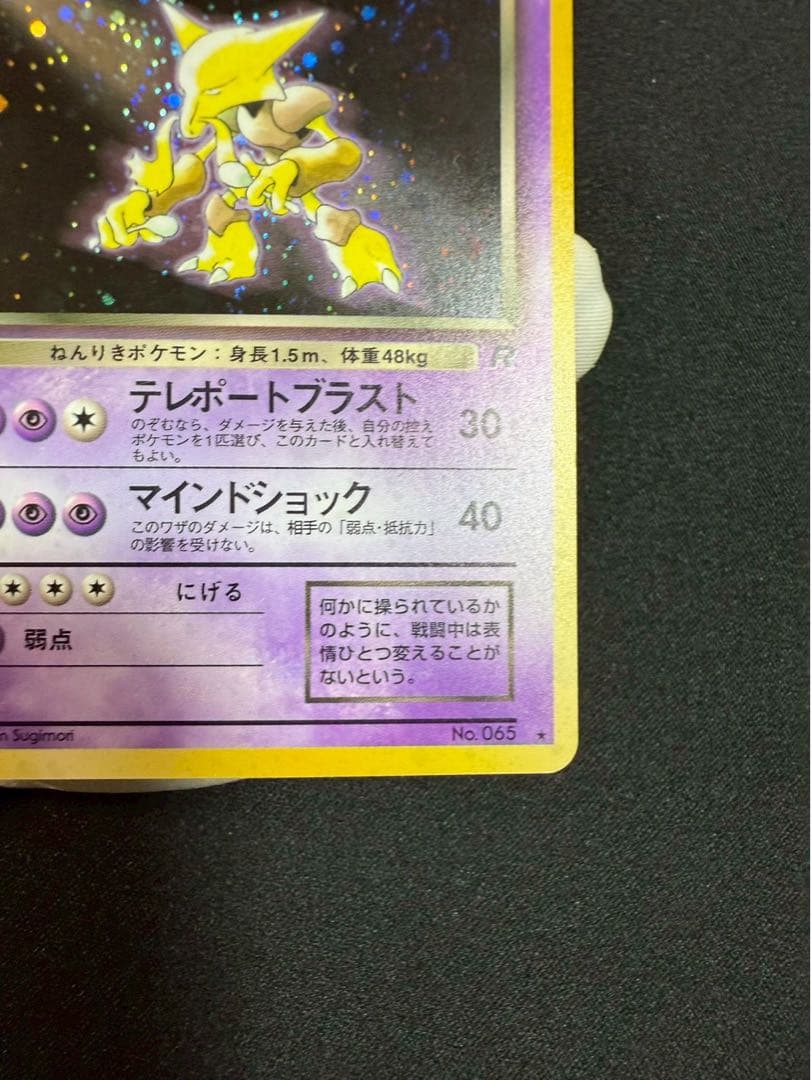 ねんりきポケモン：身長1.5m、体重48kg
R
テレポートブラスト 30
のぞむなら、ダメージを与えた後、自分の控え
ポケモンを1匹選び、このカードと入れ替えて
もよい。
マインドショック 40
このワザのダメージは、相手の「弱点・抵抗力」
の影響を受けない。
にげる
弱点
何かに操られているか
のように、戦闘中は表
情ひとつ変えることが
ないという。
Sugimori
No. 065 ★